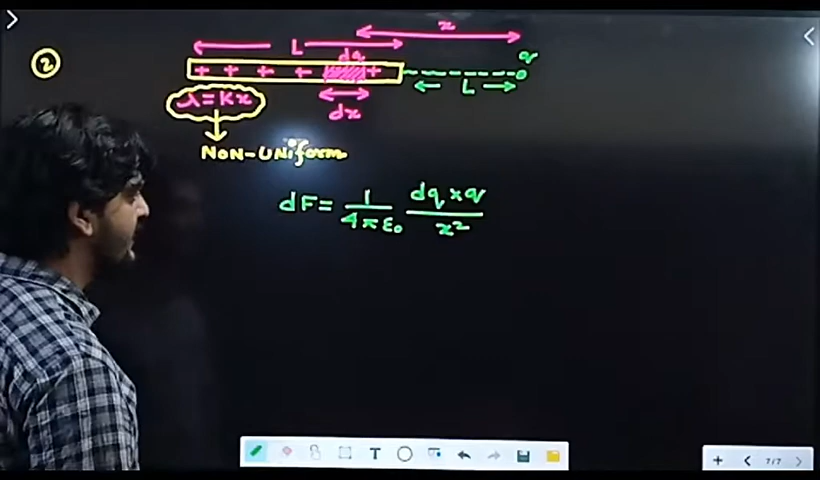 2
L
x
dq
q
+ + + + +
L
λ = Kx
dx
NON-UNiform
dF = 1/4πε₀ dq × q/x²
T
7/7